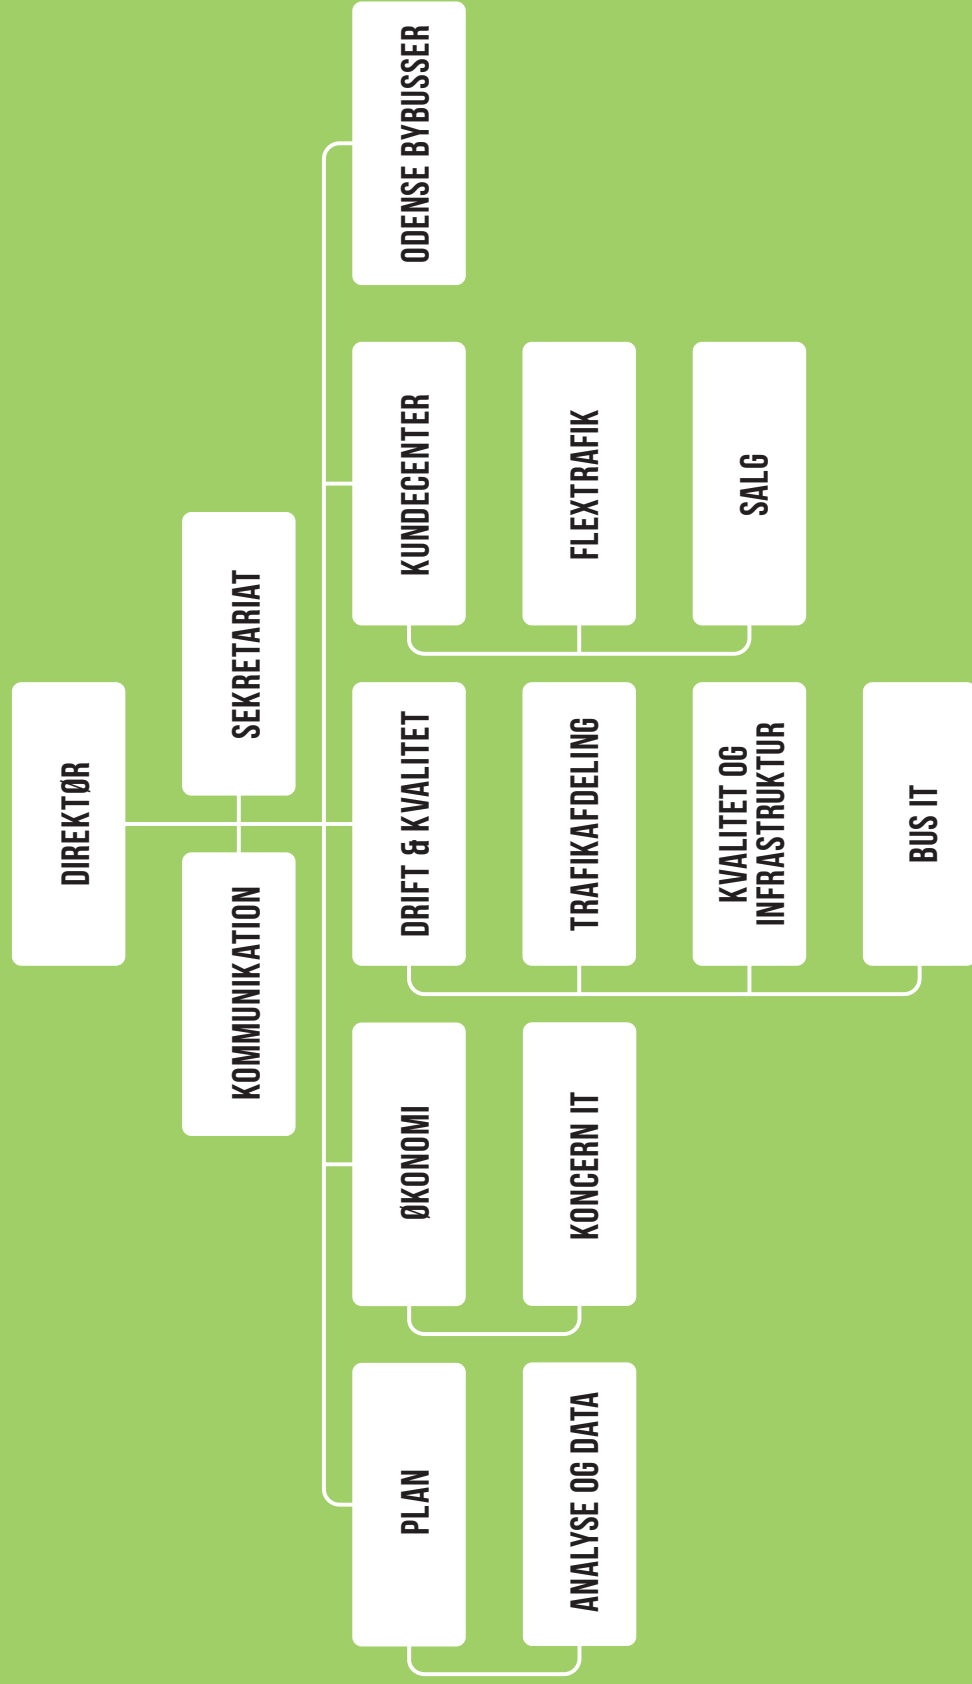 DIREKTØR
KOMMUNIKATION
SEKRETARIAT
PLAN
ANALYSE OG DATA
ØKONOMI
KONCERN IT
DRIFT & KVALITET
TRAFIKAFDELING
KVALITET OG
INFRASTRUKTUR
BUS IT
KUNDECENTER
FLEXTRAFIK
SALG
ODENSE BYBUSSER